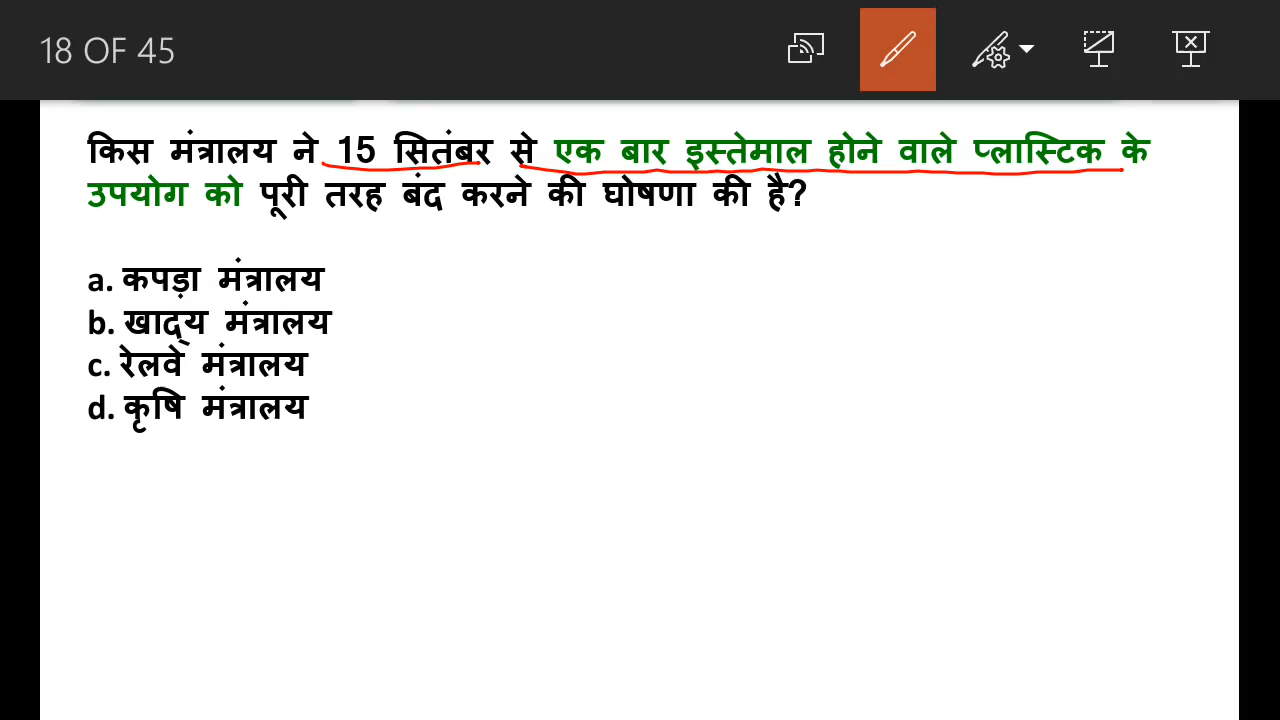 18 OF 45
किस मंत्रालय ने 15 सितंबर से एक बार इस्तेमाल होने वाले प्लास्टिक के
उपयोग को पूरी तरह बंद करने की घोषणा की है?
a. कपड़ा मंत्रालय
b. खाद्य मंत्रालय
c. रेलवे मंत्रालय
d. कृषि मंत्रालय